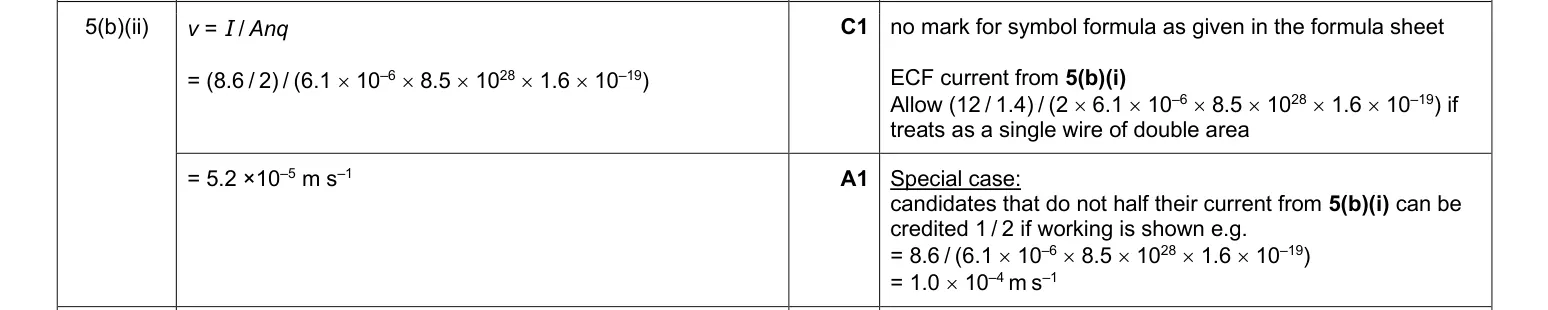 5(b)(ii)
v = I / Anq
C1
no mark for symbol formula as given in the formula sheet
= (8.6 / 2) / (6.1 × 10⁻⁶ × 8.5 × 10²⁸ × 1.6 × 10⁻¹⁹)
ECF current from 5(b)(i)
Allow (12 / 1.4) / (2 × 6.1 × 10⁻⁶ × 8.5 × 10²⁸ × 1.6 × 10⁻¹⁹) if
treats as a single wire of double area
= 5.2 ×10⁻⁵ m s⁻¹
A1
Special case:
candidates that do not half their current from 5(b)(i) can be
credited 1 / 2 if working is shown e.g.
= 8.6 / (6.1 × 10⁻⁶ × 8.5 × 10²⁸ × 1.6 × 10⁻¹⁹)
= 1.0 × 10⁻⁴ m s⁻¹